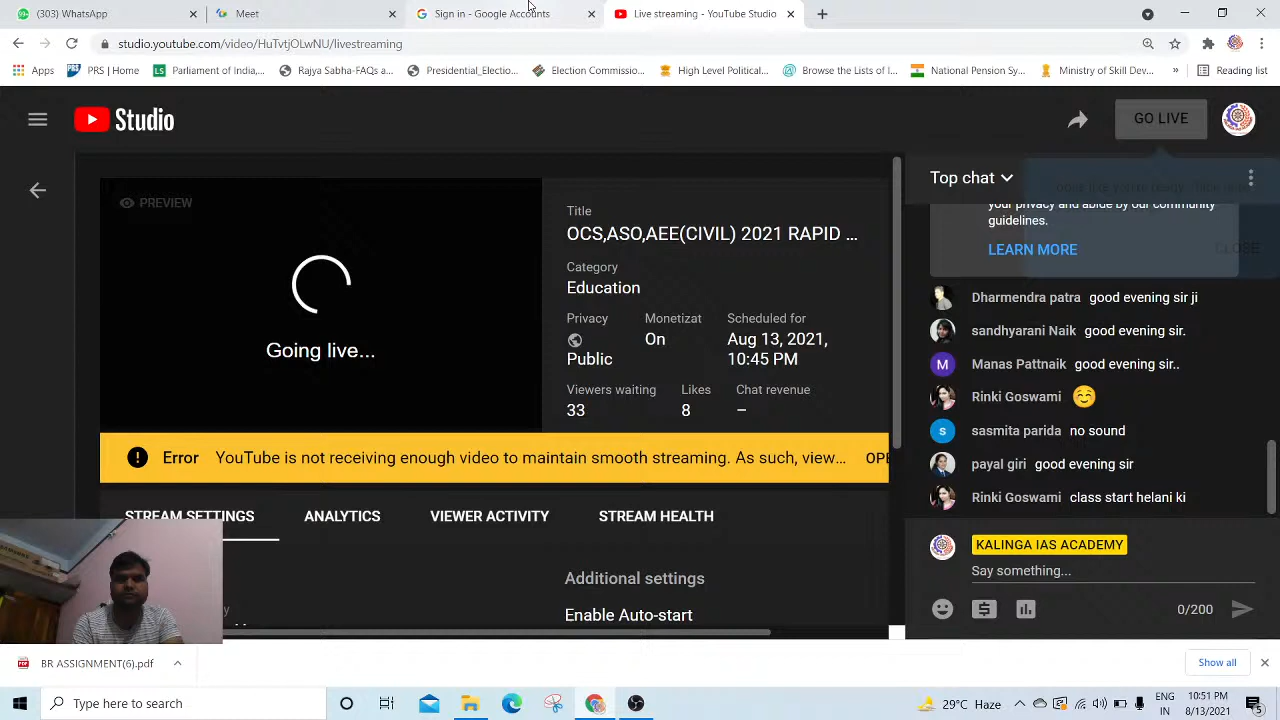 (303) WhatsApp
Meet
Sign in - Google Accounts
Live streaming - YouTube Studio
studio.youtube.com/video/HuTvtjOLwNU/livestreaming
Apps
PRS | Home
Parliament of India,...
Rajya Sabha-FAQs a...
Presidential_Electio...
Election Commissio...
High Level Political...
Browse the Lists of I...
National Pension Sy...
Ministry of Skill Dev...
»
Reading list
Studio
GO LIVE
PREVIEW
Going live...
Title
OCS,ASO,AEE(CIVIL) 2021 RAPID ...
Category
Education
Privacy
Public
Monetizat
On
Scheduled for
Aug 13, 2021,
10:45 PM
Viewers waiting
33
Likes
8
Chat revenue
–
Error YouTube is not receiving enough video to maintain smooth streaming. As such, view... OPE
STREAM SETTINGS
ANALYTICS
VIEWER ACTIVITY
STREAM HEALTH
Additional settings
Enable Auto-start
Top chat
your privacy and abide by our community
guidelines.
LEARN MORE
CLOSE
Dharmendra patra good evening sir ji
sandhyarani Naik good evening sir.
M Manas Pattnaik good evening sir..
Rinki Goswami ☺️
s sasmita parida no sound
payal giri good evening sir
Rinki Goswami class start helani ki
KALINGA IAS ACADEMY
Say something...
0/200
BR ASSIGNMENT(6).pdf
Show all
Type here to search
29°C Haze
ENG
IN
10:51 PM
8/13/2021
5